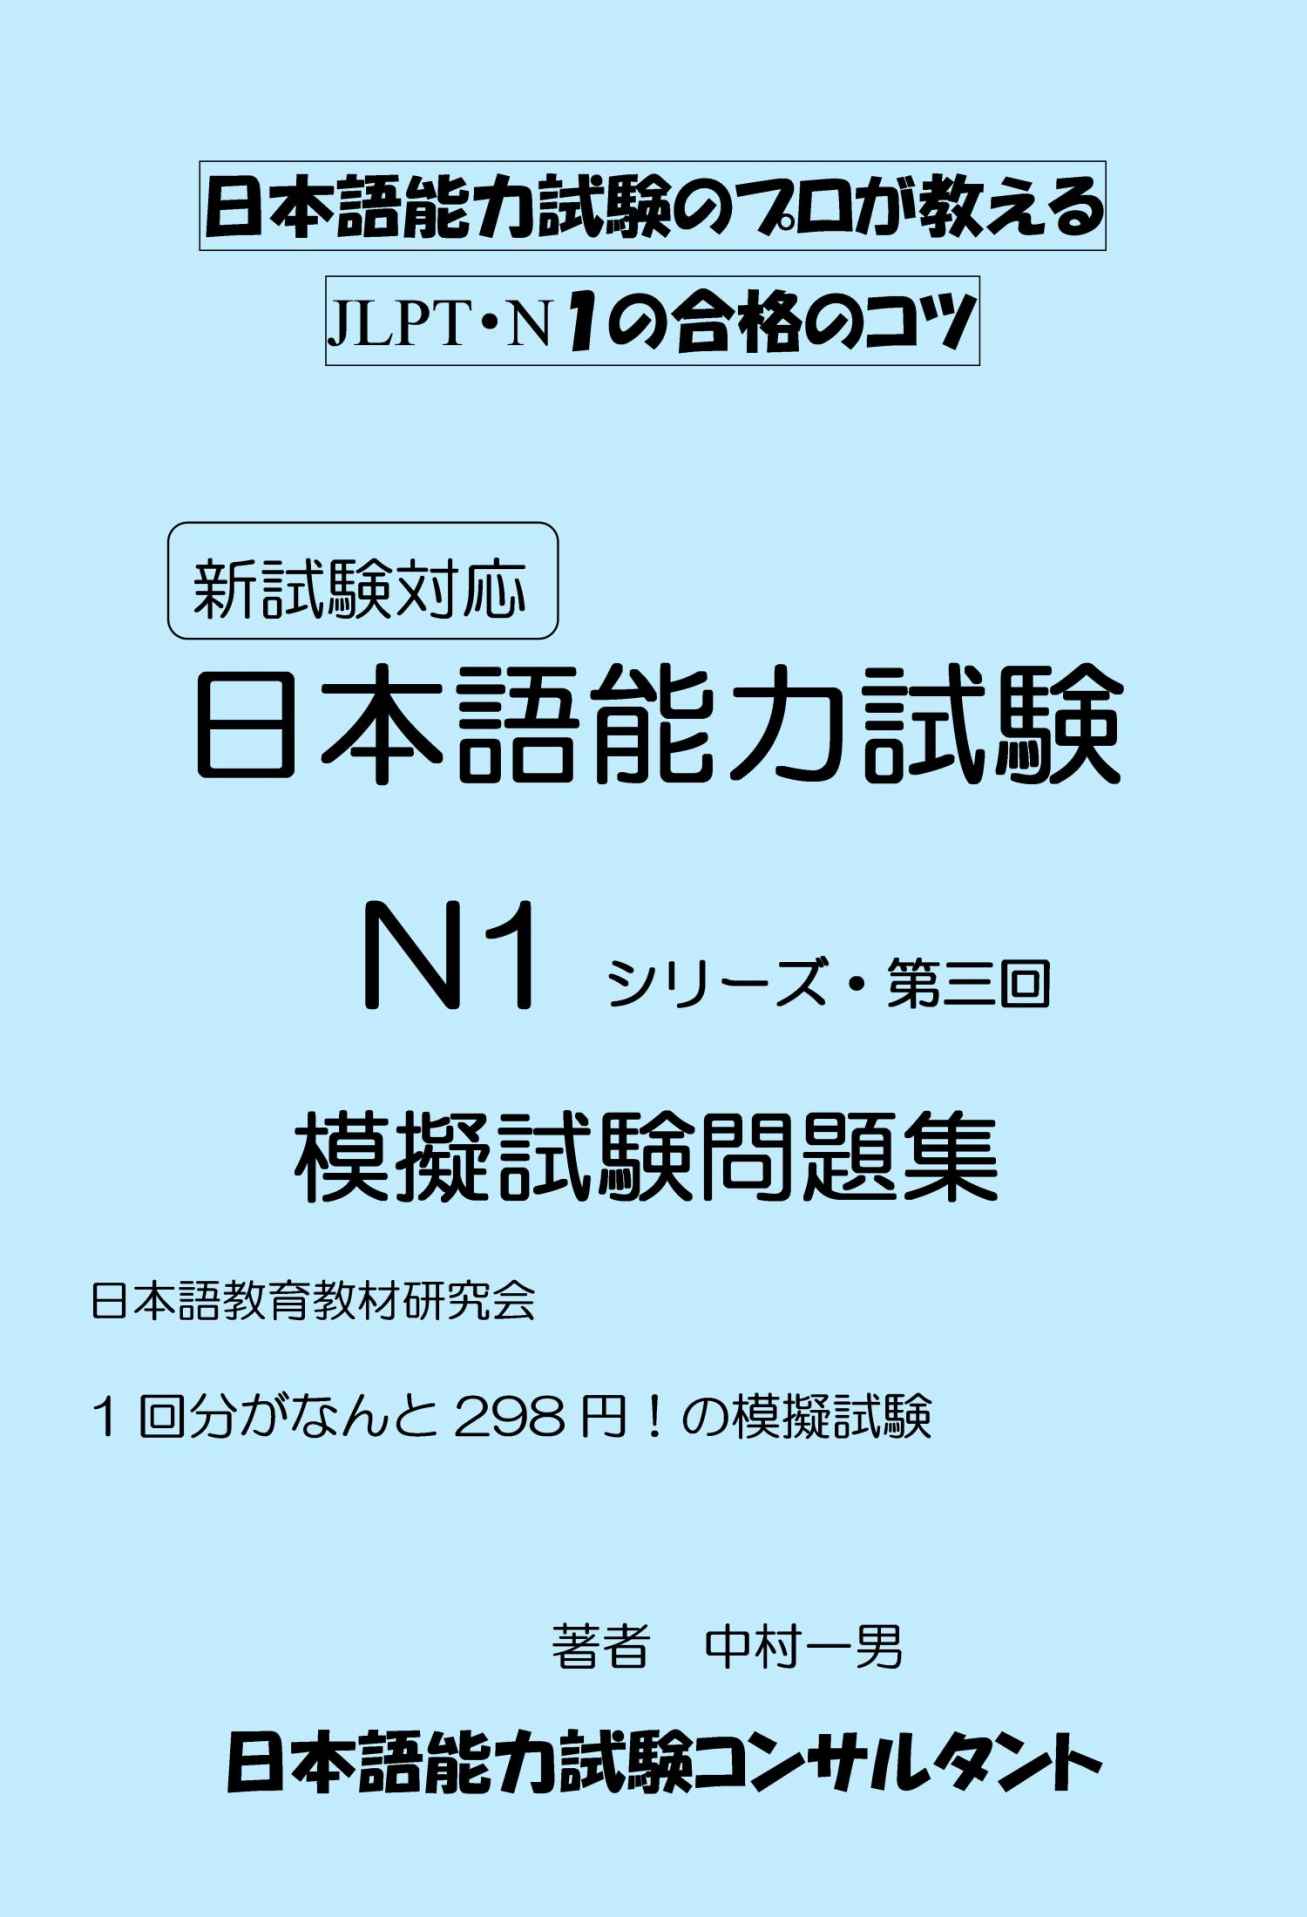 日本語能力試験のプロが教える
JLPT・N1の合格のコツ
新試験対応
日本語能力試験
N1 シリーズ・第三回
模擬試験問題集
日本語教育教材研究会
1回分がなんと298円!の模擬試験
著者　中村一男
日本語能力試験コンサルタント